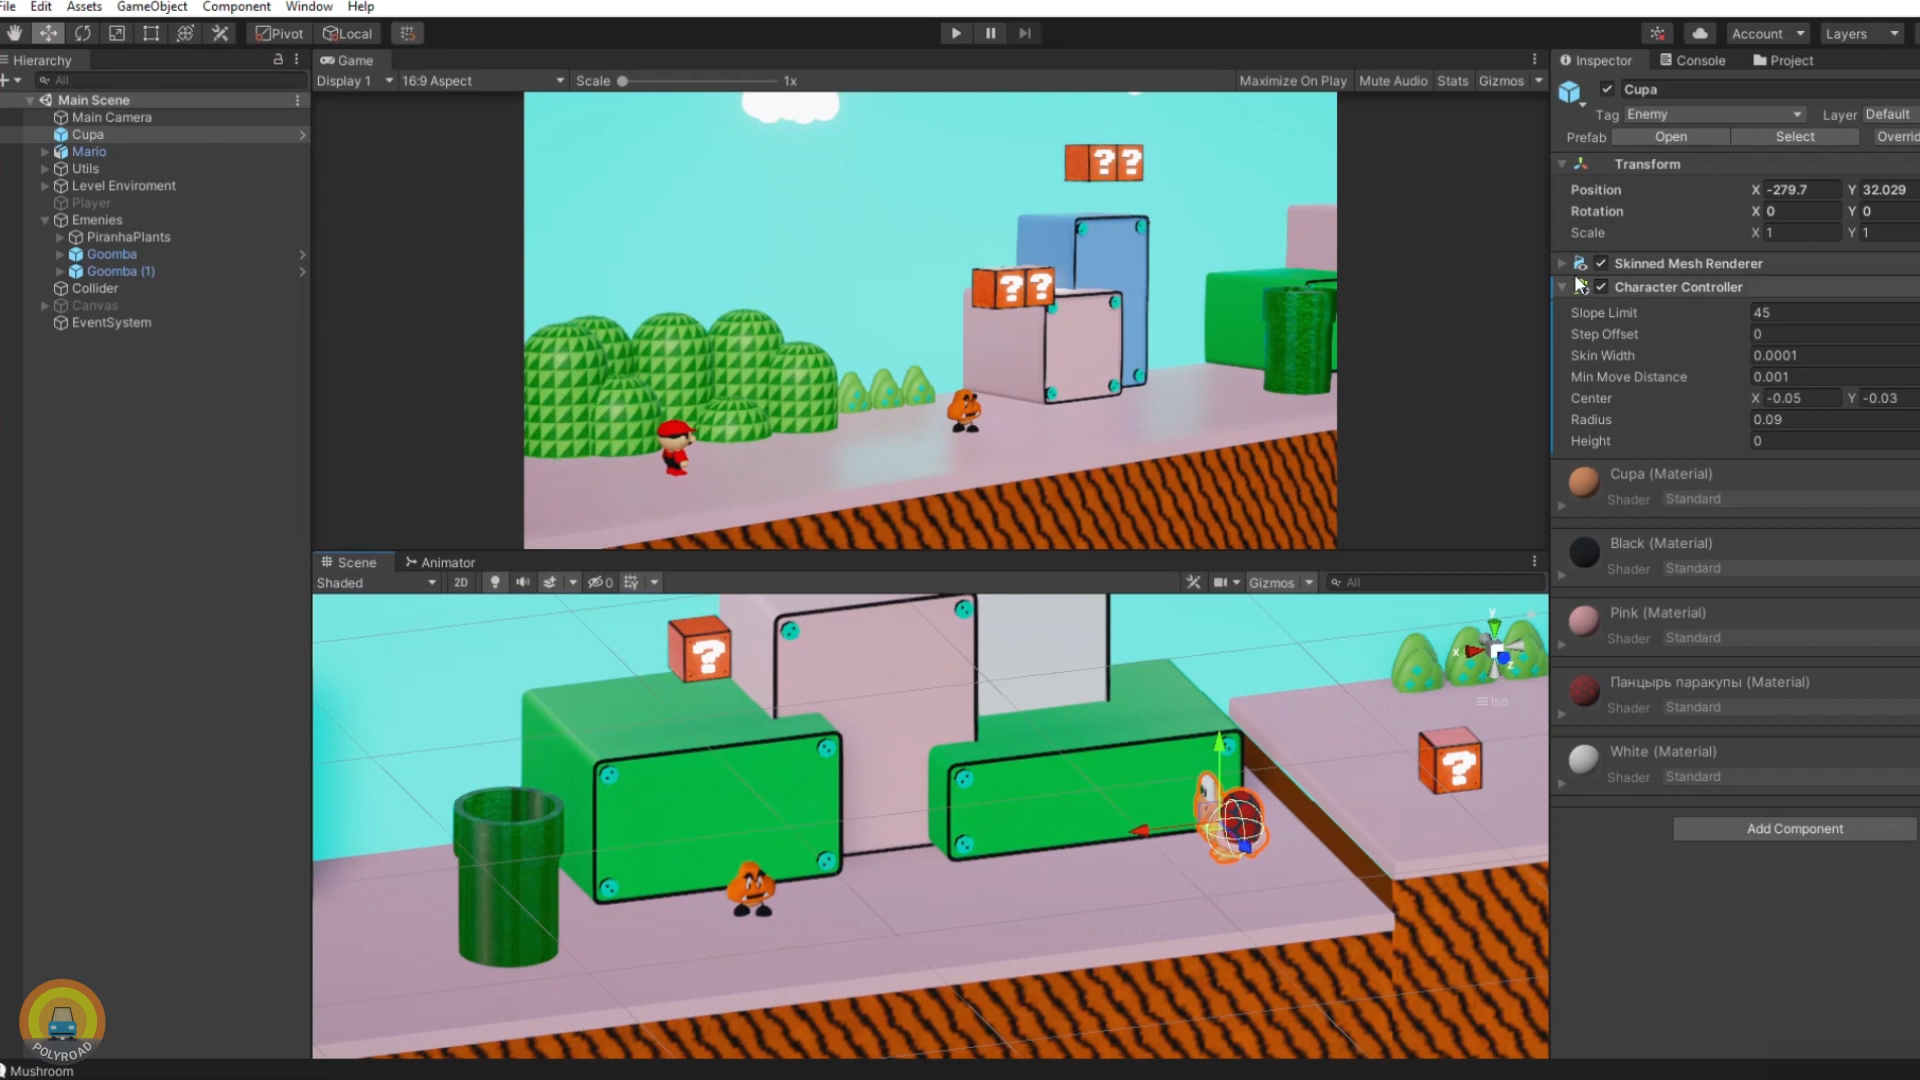 File Edit Assets GameObject Component Window Help
Pivot Local Account Layers
Hierarchy
All
Main Scene
Main Camera
Cupa
Mario
Utils
Level Enviroment
Player
Emenies
PiranhaPlants
Goomba
Goomba (1)
Collider
Canvas
EventSystem
Game
Display 1 16:9 Aspect Scale 1x Maximize On Play Mute Audio Stats Gizmos
? ?
? ?
Scene Animator
Shaded 2D 0 Gizmos All
?
y
x
z
Iso
?
Inspector Console Project
Cupa
Tag Enemy Layer Default
Prefab Open Select Overrid
Transform
Position X -279.7 Y 32.029
Rotation X 0 Y 0
Scale X 1 Y 1
Skinned Mesh Renderer
Character Controller
Slope Limit 45
Step Offset 0
Skin Width 0.0001
Min Move Distance 0.001
Center X -0.05 Y -0.03
Radius 0.09
Height 0
Cupa (Material)
Shader Standard
Black (Material)
Shader Standard
Pink (Material)
Shader Standard
Панцырь паракупы (Material)
Shader Standard
White (Material)
Shader Standard
Add Component
POLYROAD
Mushroom